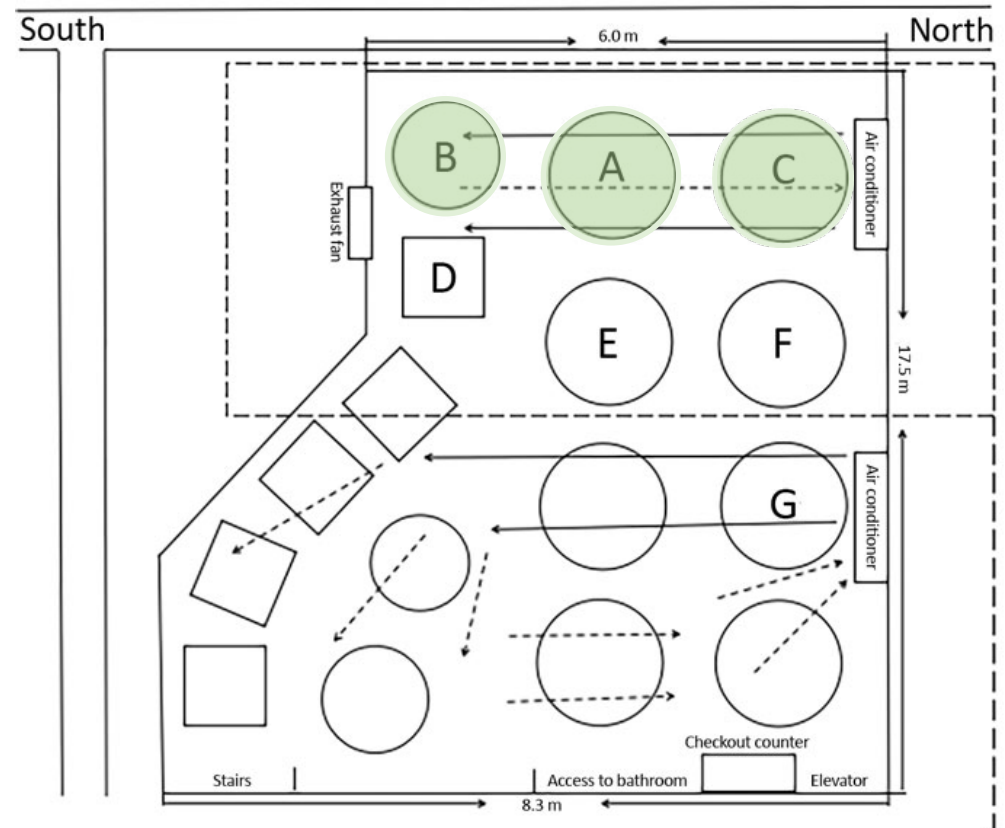 South
North
6.0 m
B
A
C
Air conditioner
Exhaust fan
D
E
F
17.5 m
G
Air conditioner
Checkout counter
Stairs
Access to bathroom
Elevator
8.3 m